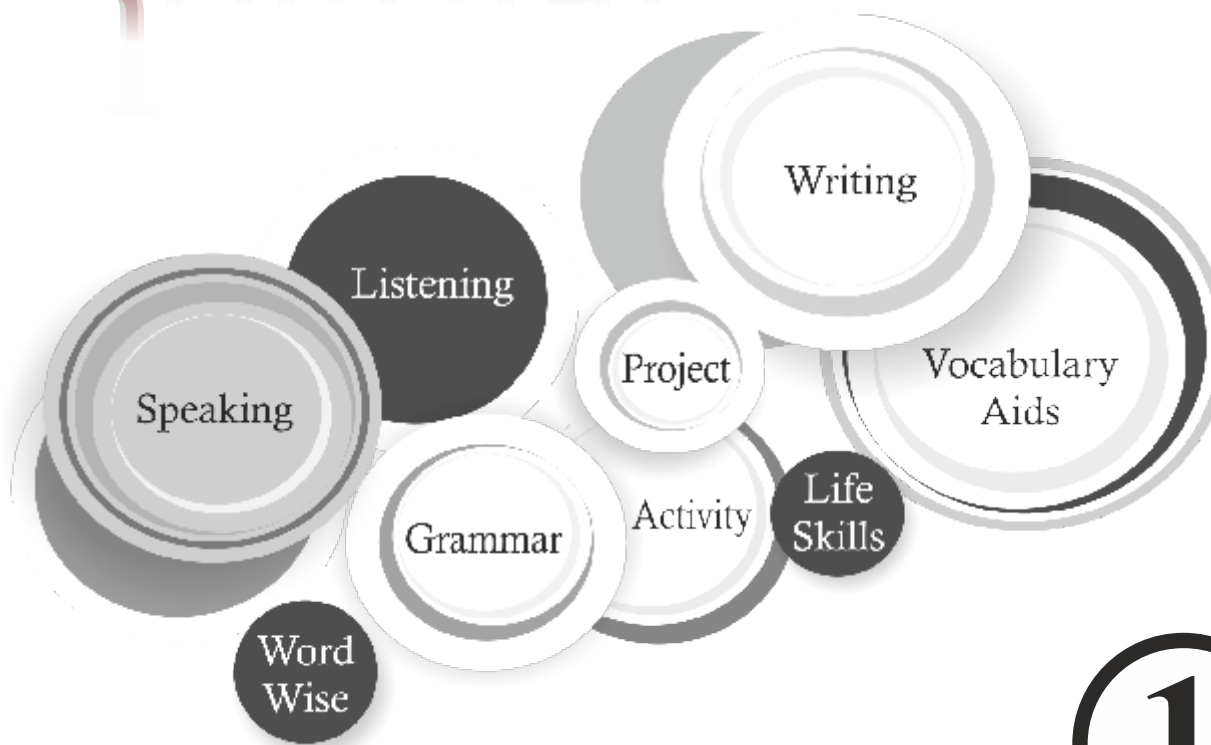 Writing
Listening
Project
Vocabulary
Aids
Speaking
Life
Skills
Activity
Grammar
Word
Wise
1